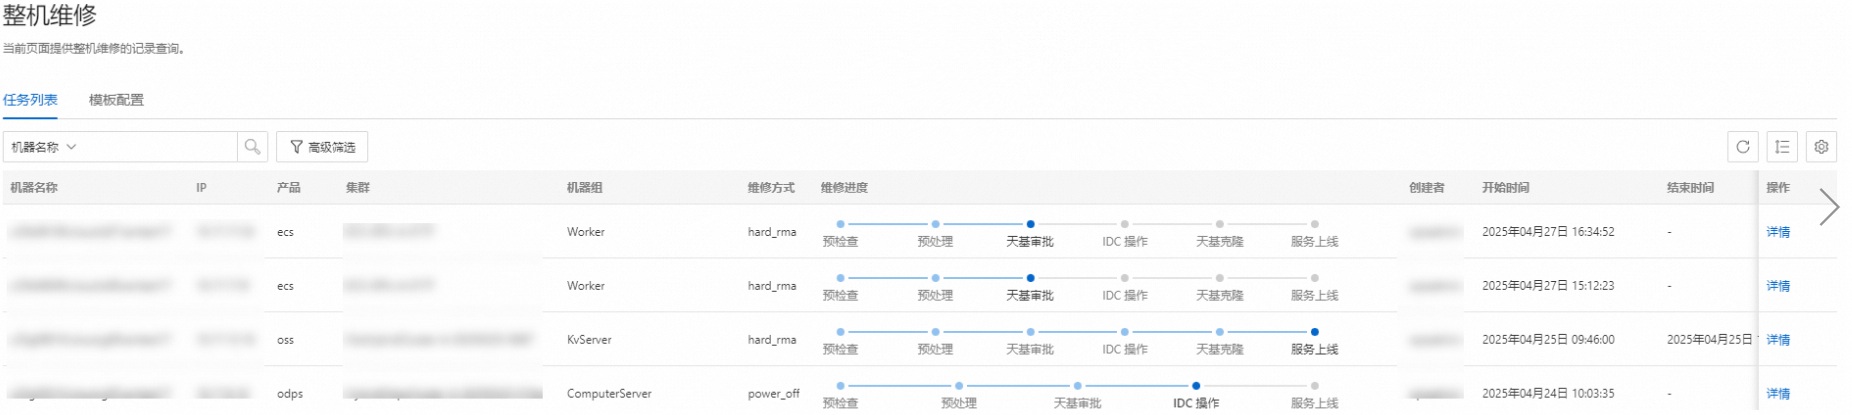 整机维修
当前页面提供整机维修的记录查询。
任务列表 模板配置
机器名称 高级筛选
机器名称 IP 产品 集群 机器组 维修方式 维修进度 创建者 开始时间 结束时间 操作
ecs Worker hard_rma 预检查 预处理 天基审批 IDC 操作 天基克隆 服务上线 2025年04月27日 16:34:52 - 详情
ecs Worker hard_rma 预检查 预处理 天基审批 IDC 操作 天基克隆 服务上线 2025年04月27日 15:12:23 - 详情
oss KvServer hard_rma 预检查 预处理 天基审批 IDC 操作 天基克隆 服务上线 2025年04月25日 09:46:00 2025年04月25日 详情
odps ComputerServer power_off 预检查 预处理 天基审批 IDC 操作 服务上线 2025年04月24日 10:03:35 - 详情